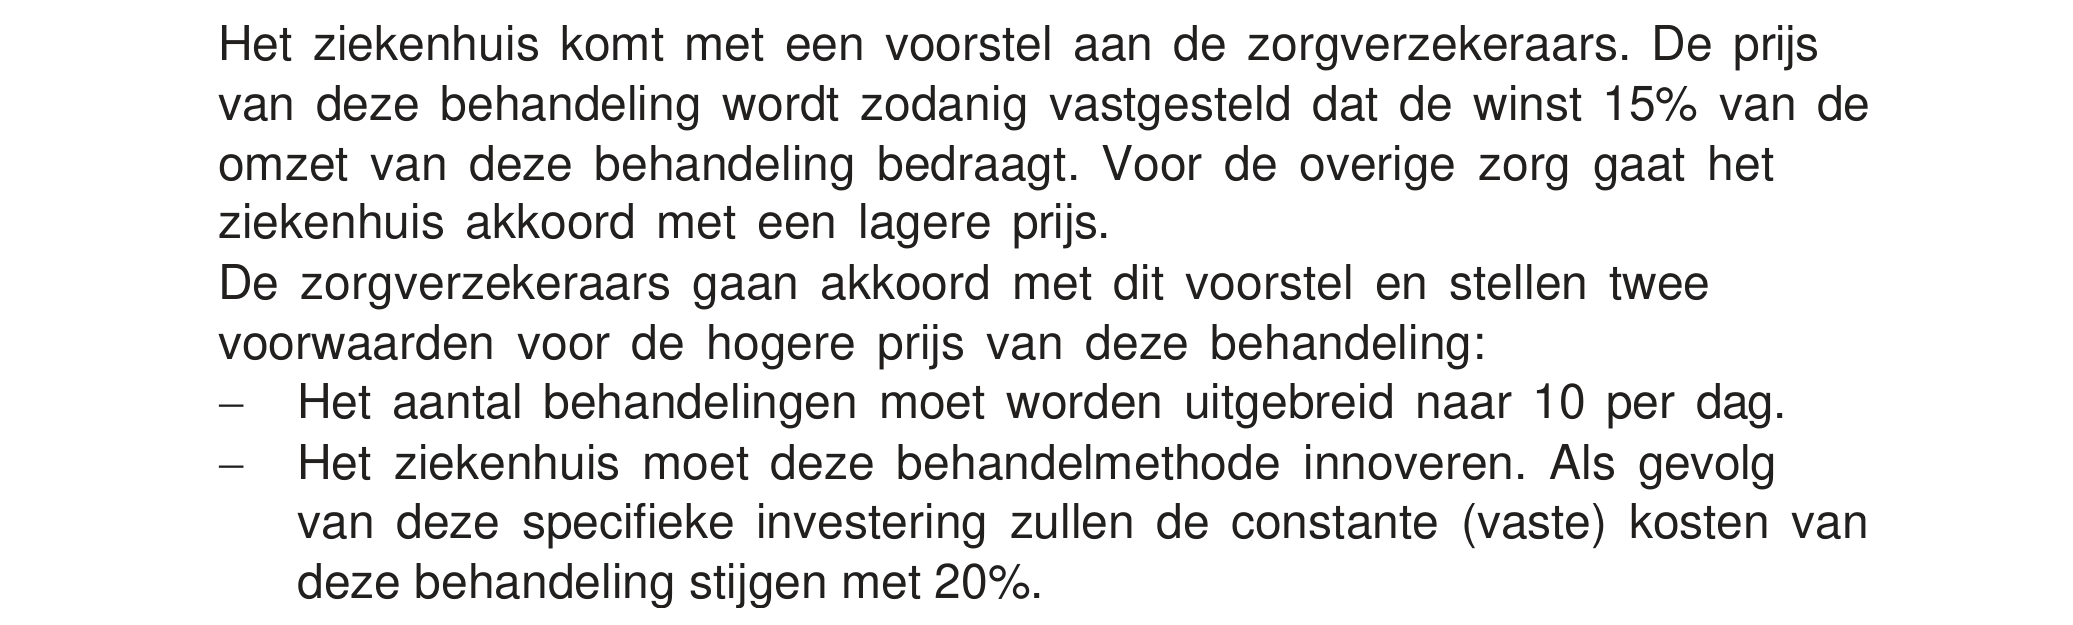 Het ziekenhuis komt met een voorstel aan de zorgverzekeraars. De prijs
van deze behandeling wordt zodanig vastgesteld dat de winst 15% van de
omzet van deze behandeling bedraagt. Voor de overige zorg gaat het
ziekenhuis akkoord met een lagere prijs.
De zorgverzekeraars gaan akkoord met dit voorstel en stellen twee
voorwaarden voor de hogere prijs van deze behandeling:
– Het aantal behandelingen moet worden uitgebreid naar 10 per dag.
– Het ziekenhuis moet deze behandelmethode innoveren. Als gevolg
van deze specifieke investering zullen de constante (vaste) kosten van
deze behandeling stijgen met 20%.